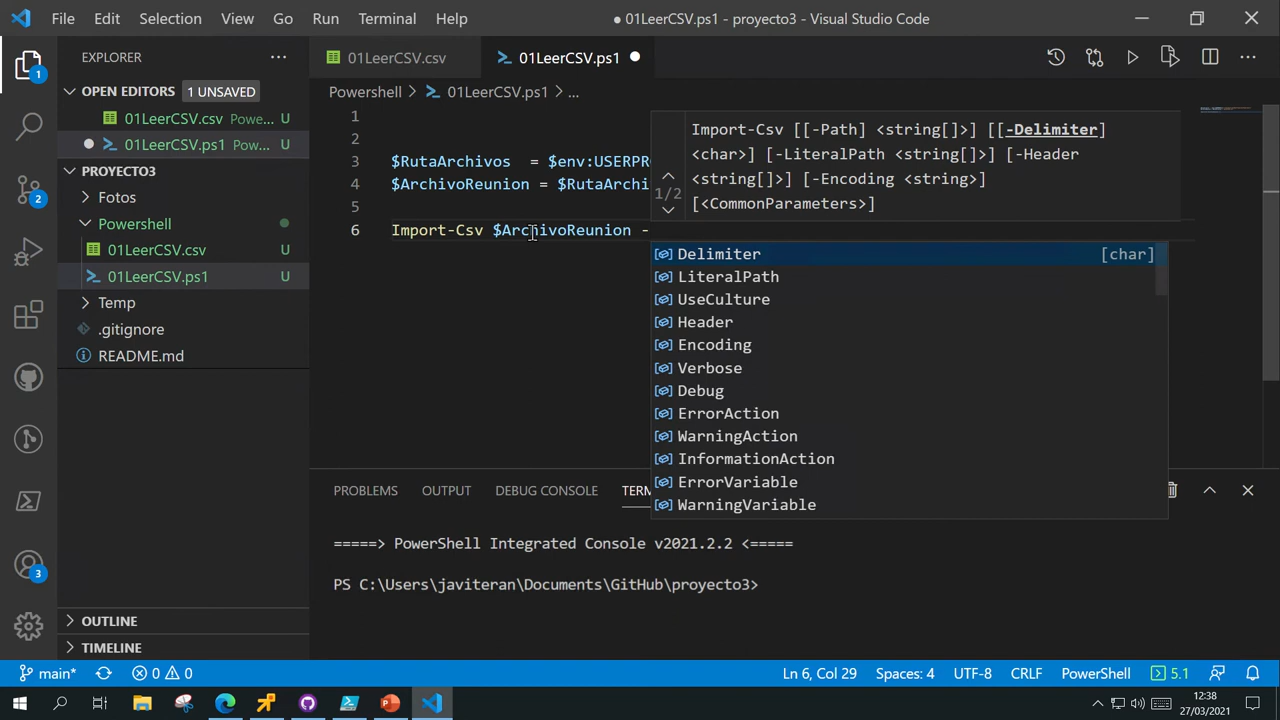 File Edit Selection View Go Run Terminal Help
● 01LeerCSV.ps1 - proyecto3 - Visual Studio Code
EXPLORER
01LeerCSV.csv
01LeerCSV.ps1
OPEN EDITORS 1 UNSAVED
01LeerCSV.csv Powe... U
01LeerCSV.ps1 Pow... U
PROYECTO3
Fotos
Powershell
01LeerCSV.csv U
01LeerCSV.ps1 U
Temp
.gitignore
README.md
OUTLINE
TIMELINE
1
2
3
Powershell > 01LeerCSV.ps1 > ...
1
2
3 $RutaArchivos = $env:USERPR
4 $ArchivoReunion = $RutaArchi
5
6 Import-Csv $ArchivoReunion -
Import-Csv [[-Path] <string[]>] [[-Delimiter]
<char>] [-LiteralPath <string[]>] [-Header
<string[]>] [-Encoding <string>]
[<CommonParameters>]
1/2
Delimiter [char]
LiteralPath
UseCulture
Header
Encoding
Verbose
Debug
ErrorAction
WarningAction
InformationAction
ErrorVariable
WarningVariable
PROBLEMS OUTPUT DEBUG CONSOLE TERM
=====> PowerShell Integrated Console v2021.2.2 <=====
PS C:\Users\javiteran\Documents\GitHub\proyecto3>
main* 0 0 Ln 6, Col 29 Spaces: 4 UTF-8 CRLF PowerShell 5.1
12:38
27/03/2021